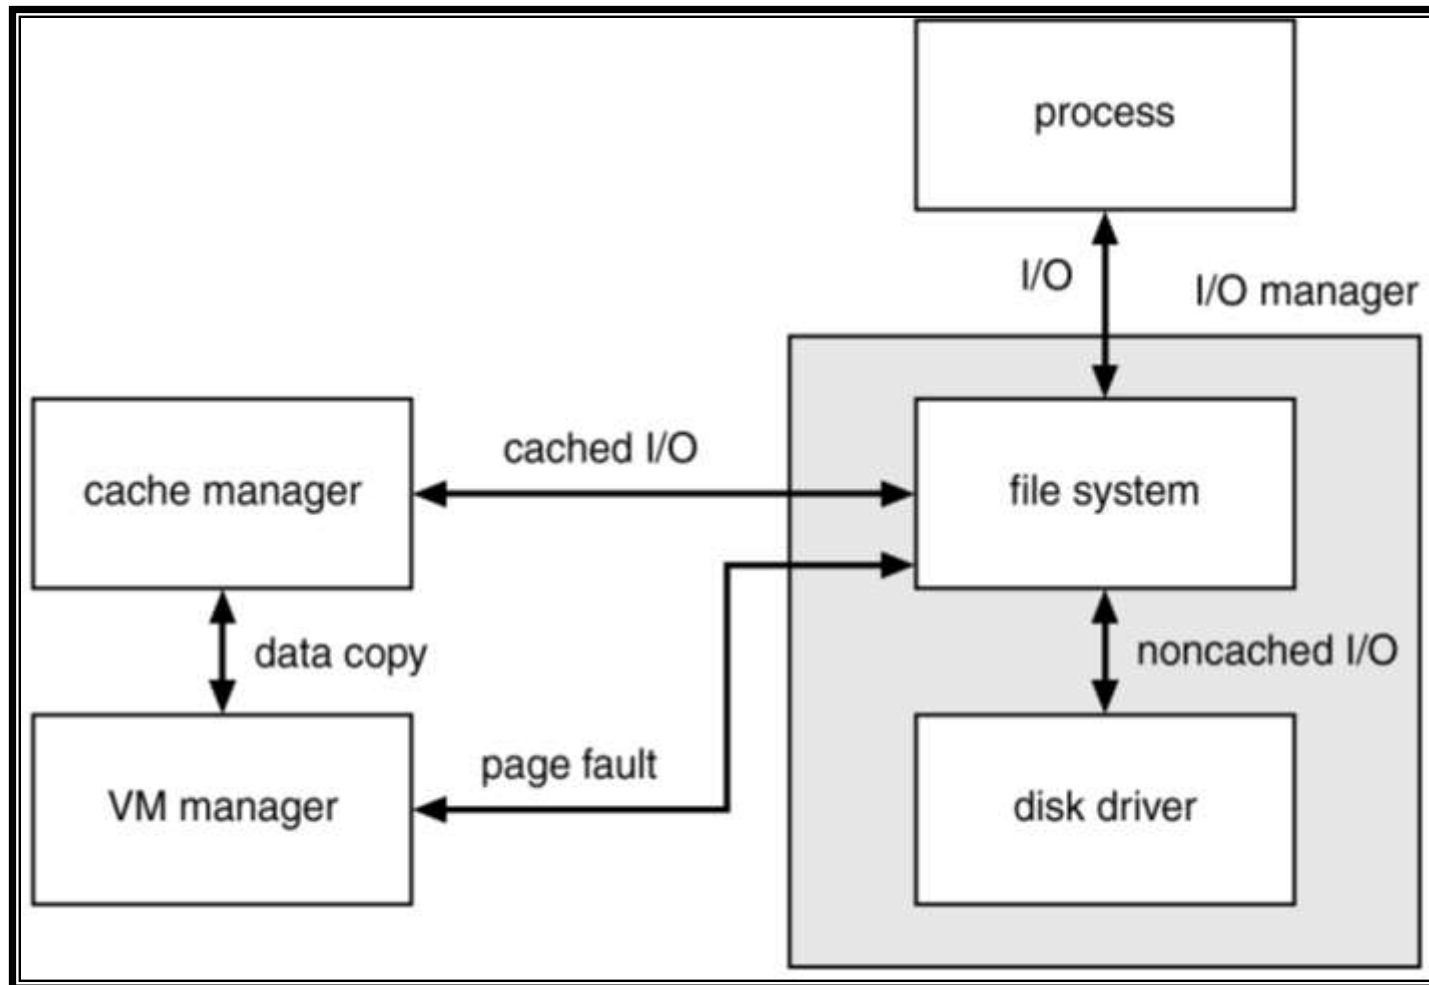 process
I/O
I/O manager
cached I/O
cache manager
file system
data copy
noncached I/O
page fault
VM manager
disk driver